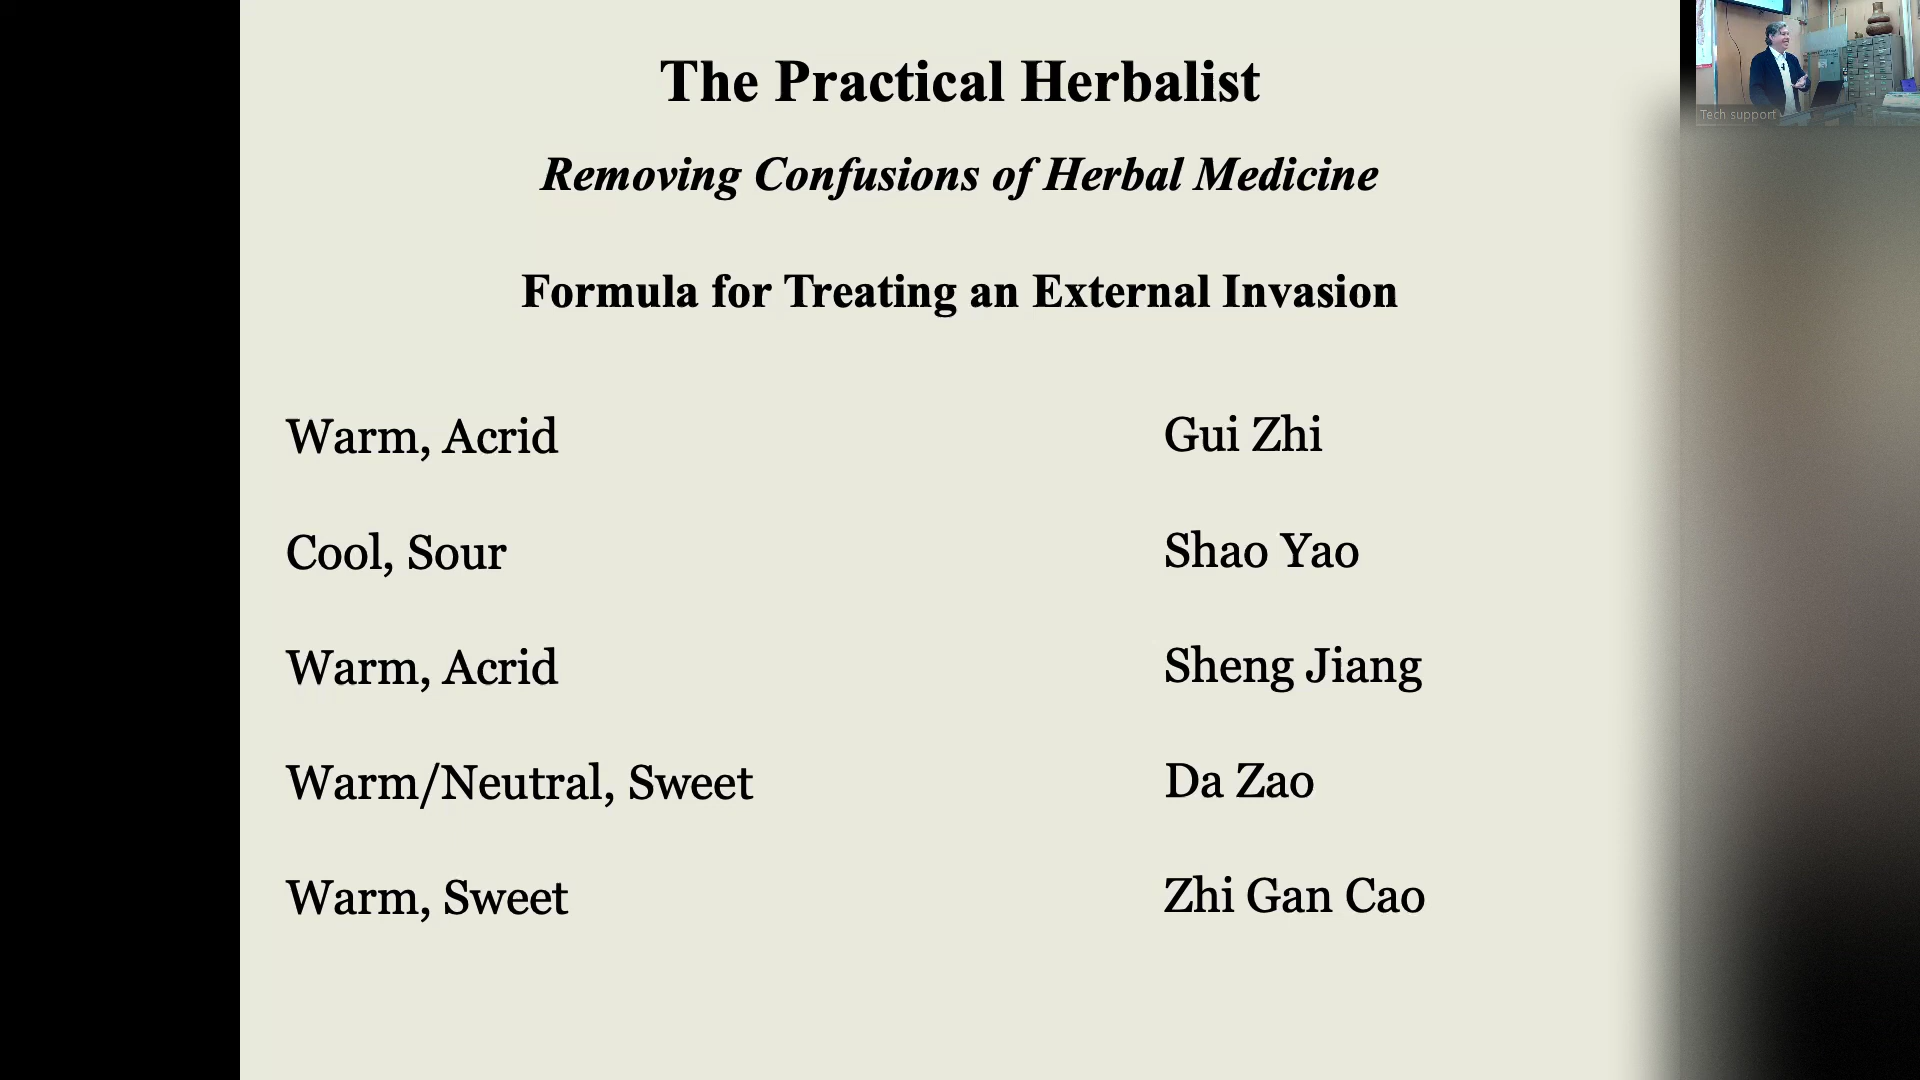 The Practical Herbalist
Removing Confusions of Herbal Medicine
Formula for Treating an External Invasion
Warm, Acrid Gui Zhi
Cool, Sour Shao Yao
Warm, Acrid Sheng Jiang
Warm/Neutral, Sweet Da Zao
Warm, Sweet Zhi Gan Cao
Tech support